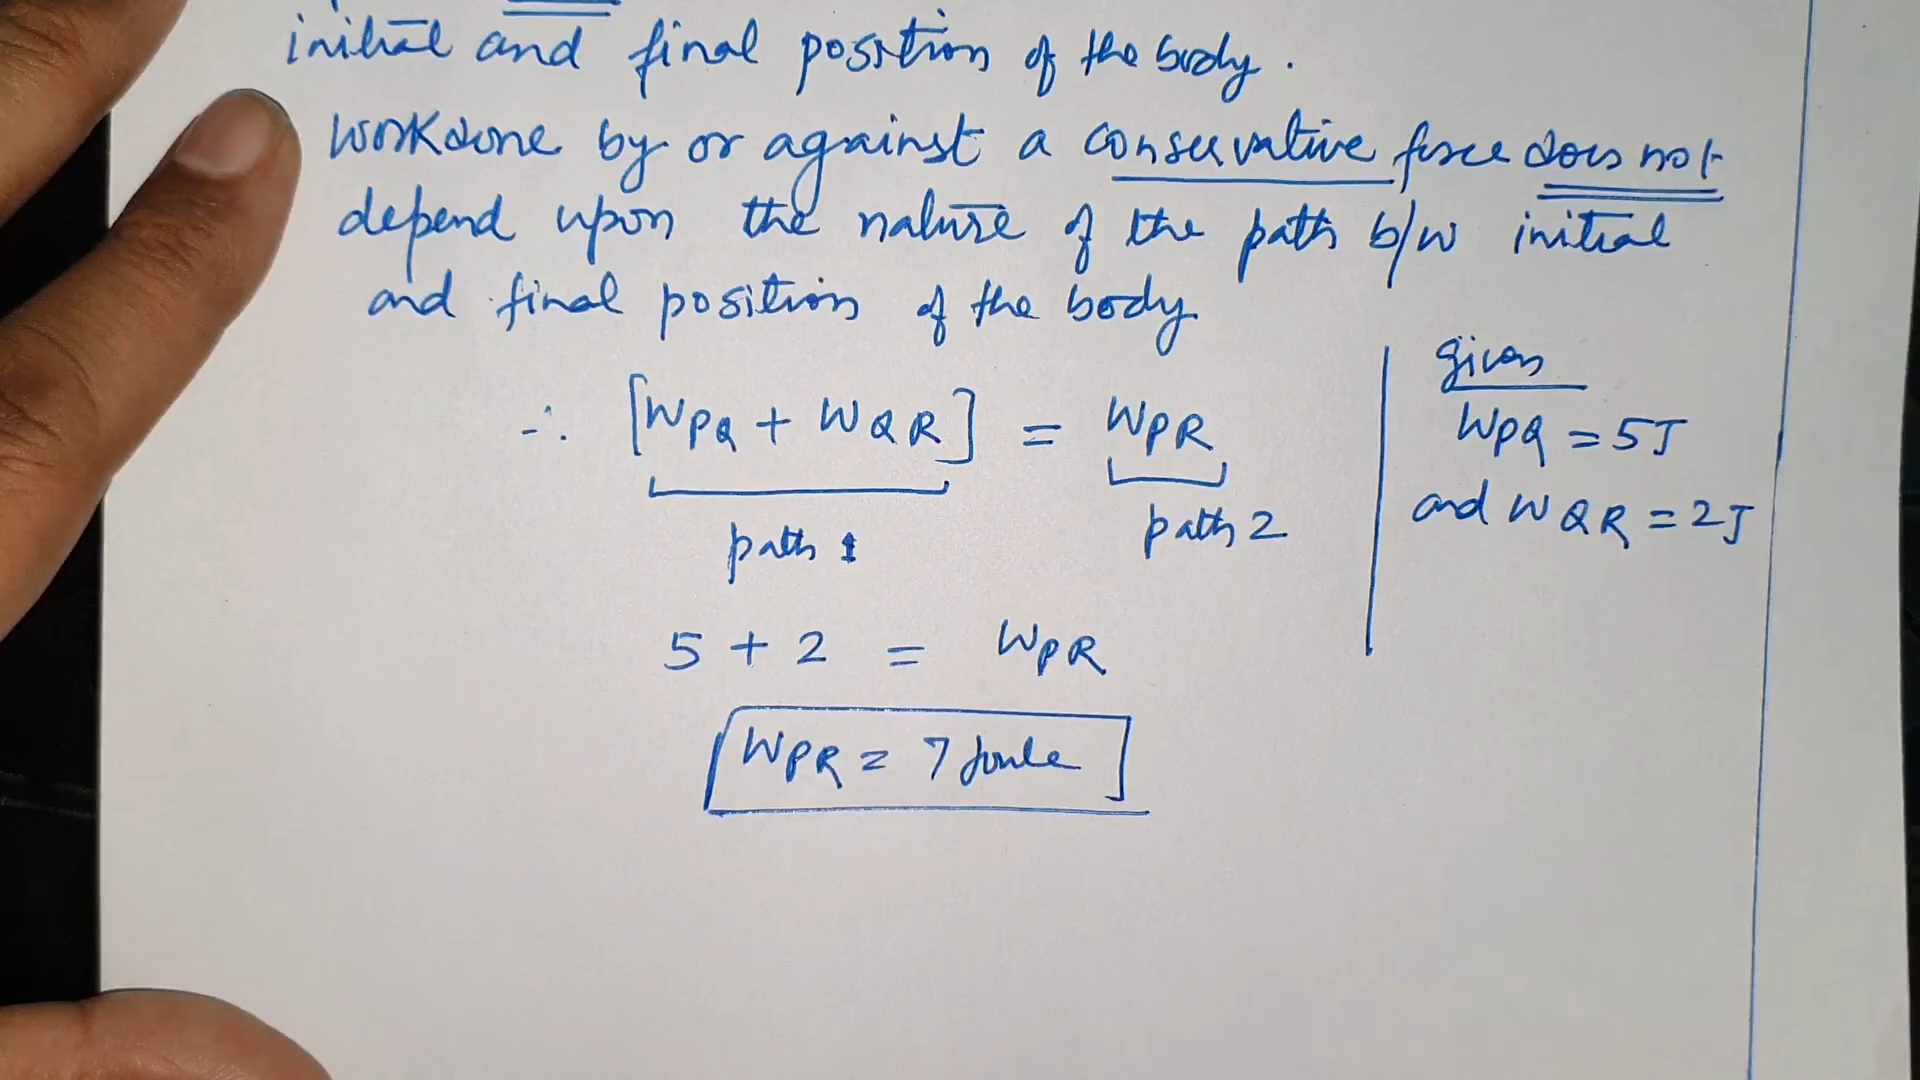 initial and final position of the body.
workdone by or against a conservative force does not
depend upon the nature of the path b/w initial
and final position of the body
∴ [WPQ + WQR] = WPR
path 1
path 2
5 + 2 = WPR
WPR = 7 Joule
given
WPQ = 5J
and WQR = 2J